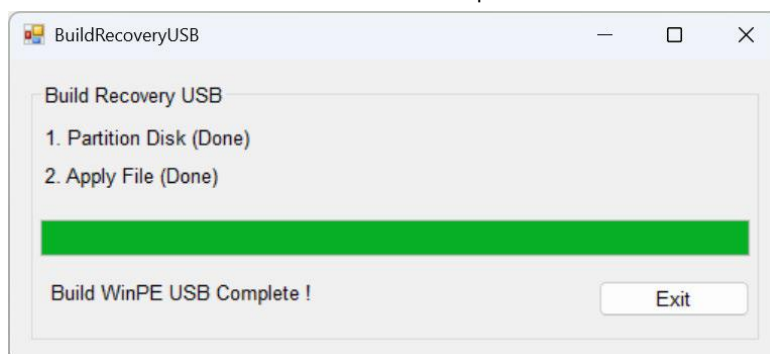 BuildRecoveryUSB
Build Recovery USB
1. Partition Disk (Done)
2. Apply File (Done)
Build WinPE USB Complete !
Exit